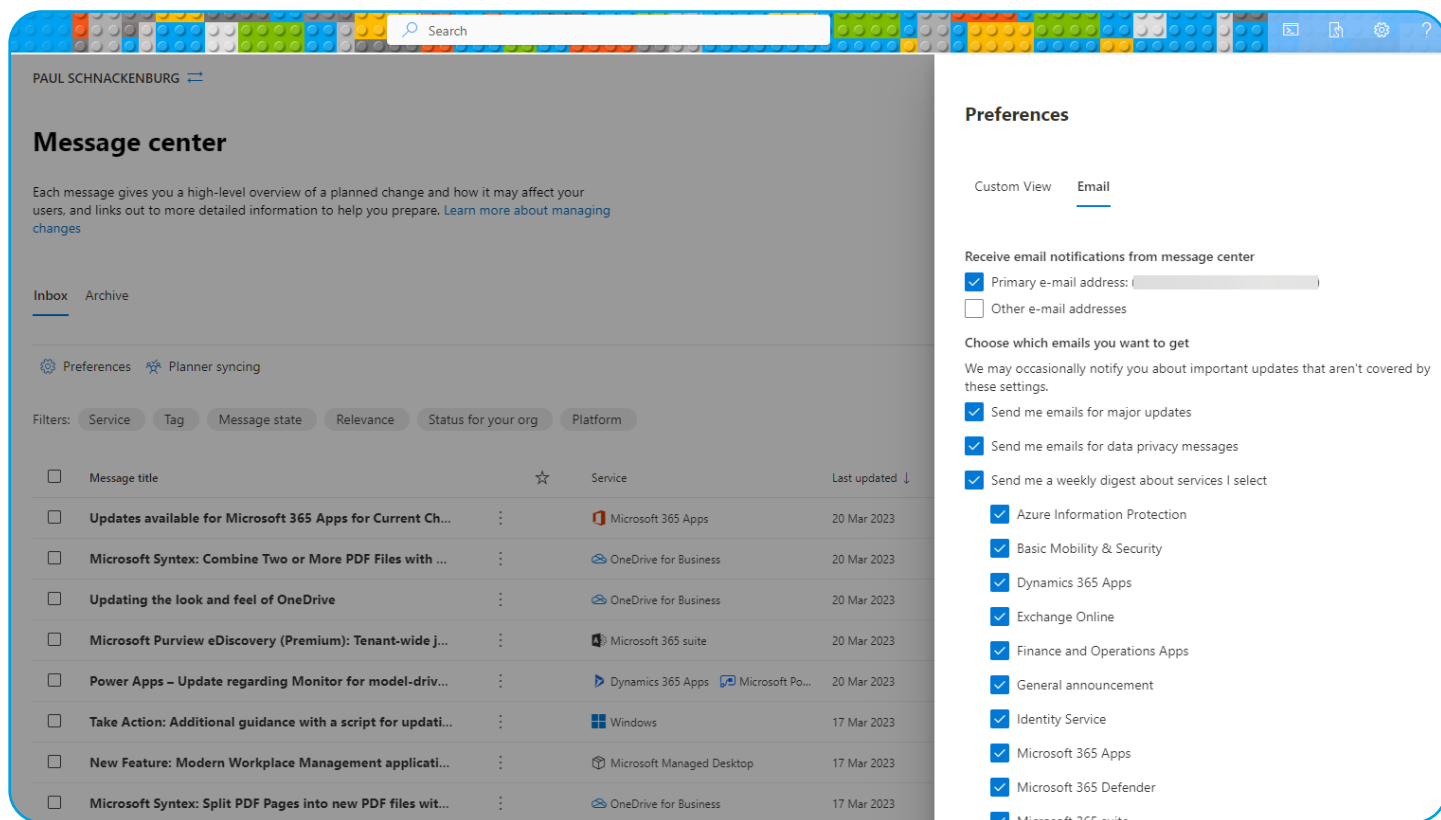 Search
?
PAUL SCHNACKENBURG
Message center
Each message gives you a high-level overview of a planned change and how it may affect your
users, and links out to more detailed information to help you prepare. Learn more about managing
changes
Inbox Archive
Preferences Planner syncing
Filters: Service Tag Message state Relevance Status for your org Platform
Message title Service Last updated ↓
Updates available for Microsoft 365 Apps for Current Ch... Microsoft 365 Apps 20 Mar 2023
Microsoft Syntex: Combine Two or More PDF Files with ... OneDrive for Business 20 Mar 2023
Updating the look and feel of OneDrive OneDrive for Business 20 Mar 2023
Microsoft Purview eDiscovery (Premium): Tenant-wide j... Microsoft 365 suite 20 Mar 2023
Power Apps – Update regarding Monitor for model-driv... Dynamics 365 Apps Microsoft Po... 20 Mar 2023
Take Action: Additional guidance with a script for updati... Windows 17 Mar 2023
New Feature: Modern Workplace Management applicati... Microsoft Managed Desktop 17 Mar 2023
Microsoft Syntex: Split PDF Pages into new PDF files wit... OneDrive for Business 17 Mar 2023
Preferences
Custom View Email
Receive email notifications from message center
Primary e-mail address: ( )
Other e-mail addresses
Choose which emails you want to get
We may occasionally notify you about important updates that aren't covered by
these settings.
Send me emails for major updates
Send me emails for data privacy messages
Send me a weekly digest about services I select
Azure Information Protection
Basic Mobility & Security
Dynamics 365 Apps
Exchange Online
Finance and Operations Apps
General announcement
Identity Service
Microsoft 365 Apps
Microsoft 365 Defender
Microsoft 365 suite